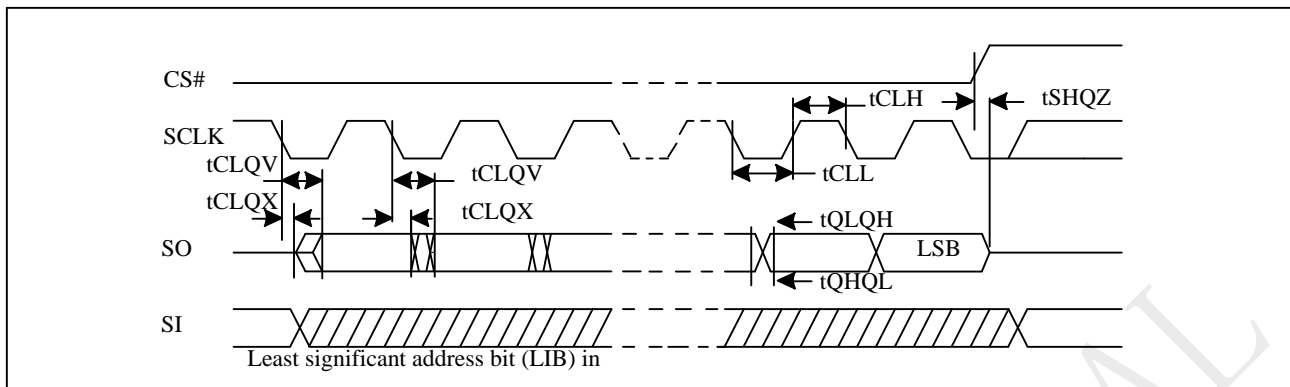 CS#
tCLH
tSHQZ
SCLK
tCLQV
tCLQV
tCLL
tCLQX
tCLQX
tQLQH
SO
LSB
tQHQL
SI
Least significant address bit (LIB) in